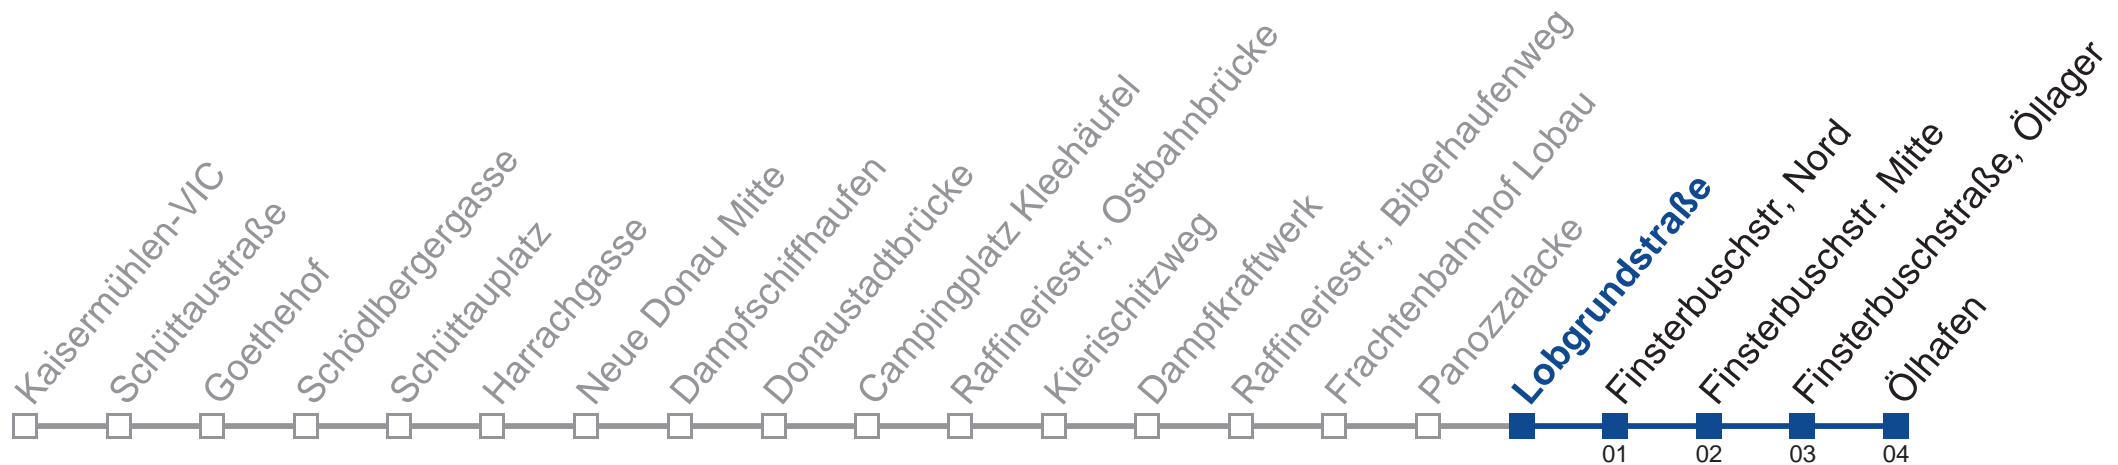 Kaisermühlen-VIC
Schüttaustraße
Goethehof
Schödlbergergasse
Schüttauplatz
Harrachgasse
Neue Donau Mitte
Dampfschiffhaufen
Donaustadtbrücke
Campingplatz Kleehäufel
Raffineriestr., Ostbahnbrücke
Kierischitzweg
Dampfkraftwerk
Raffineriestr., Biberhaufenweg
Frachtenbahnhof Lobau
Panozzalacke
Lobgrundstraße
Finsterbuschstr, Nord
Finsterbuschstr. Mitte
Finsterbuschstraße, Öllager
Ölhafen
01
02
03
04